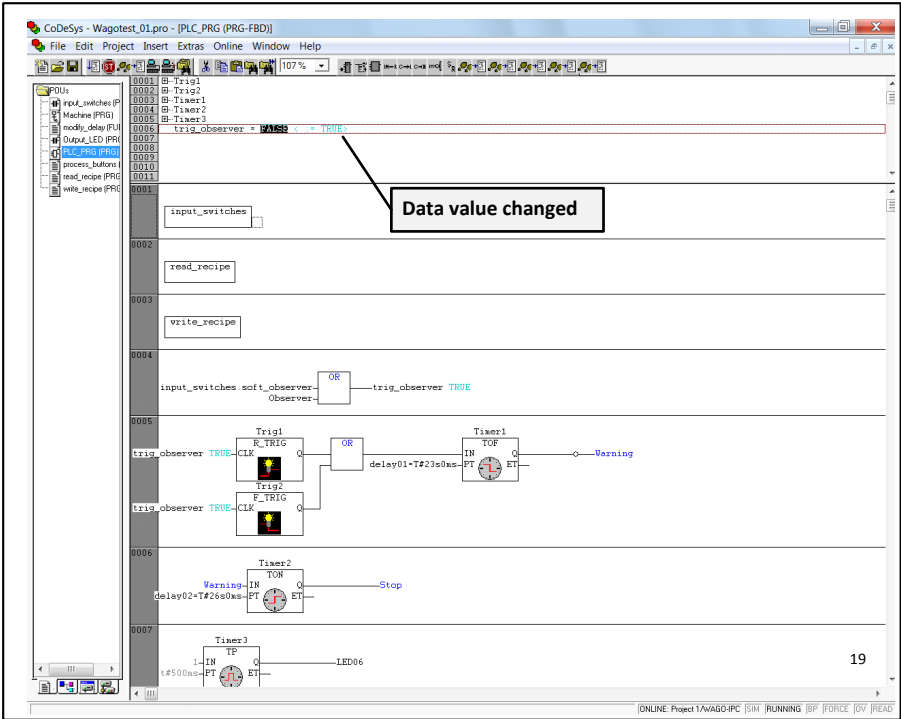 CoDeSys - Wagotest_01.pro - [PLC_PRG (PRG-FBD)]
File Edit Project Insert Extras Online Window Help
107 %
POUs
input_switches (P
Machine (PRG)
modify_delay (FUI
Output_LED (PRG
PLC_PRG (PRG)
process_buttons (
read_recipe (PRG
write_recipe (PRG
0001 Trig1
0002 Trig2
0003 Timer1
0004 Timer2
0005 Timer3
0006 trig_observer = FALSE < := TRUE>
0007
0008
0009
0010
0011
Data value changed
0001
input_switches
0002
read_recipe
0003
write_recipe
0004
OR
input_switches.soft_observer trig_observer TRUE
Observer
0005
Trig1 Timer1
R_TRIG OR TOF
trig_observer TRUE CLK Q IN Q Warning
delay01=T#23s0ms PT ET
Trig2
F_TRIG
trig_observer TRUE CLK Q
0006
Timer2
TON
Warning IN Q Stop
delay02=T#26s0ms PT ET
0007
Timer3
TP
1 IN Q LED06
t#500ms PT ET
19
ONLINE: Project 1/WAGO-IPC SIM RUNNING BP FORCE OV READ